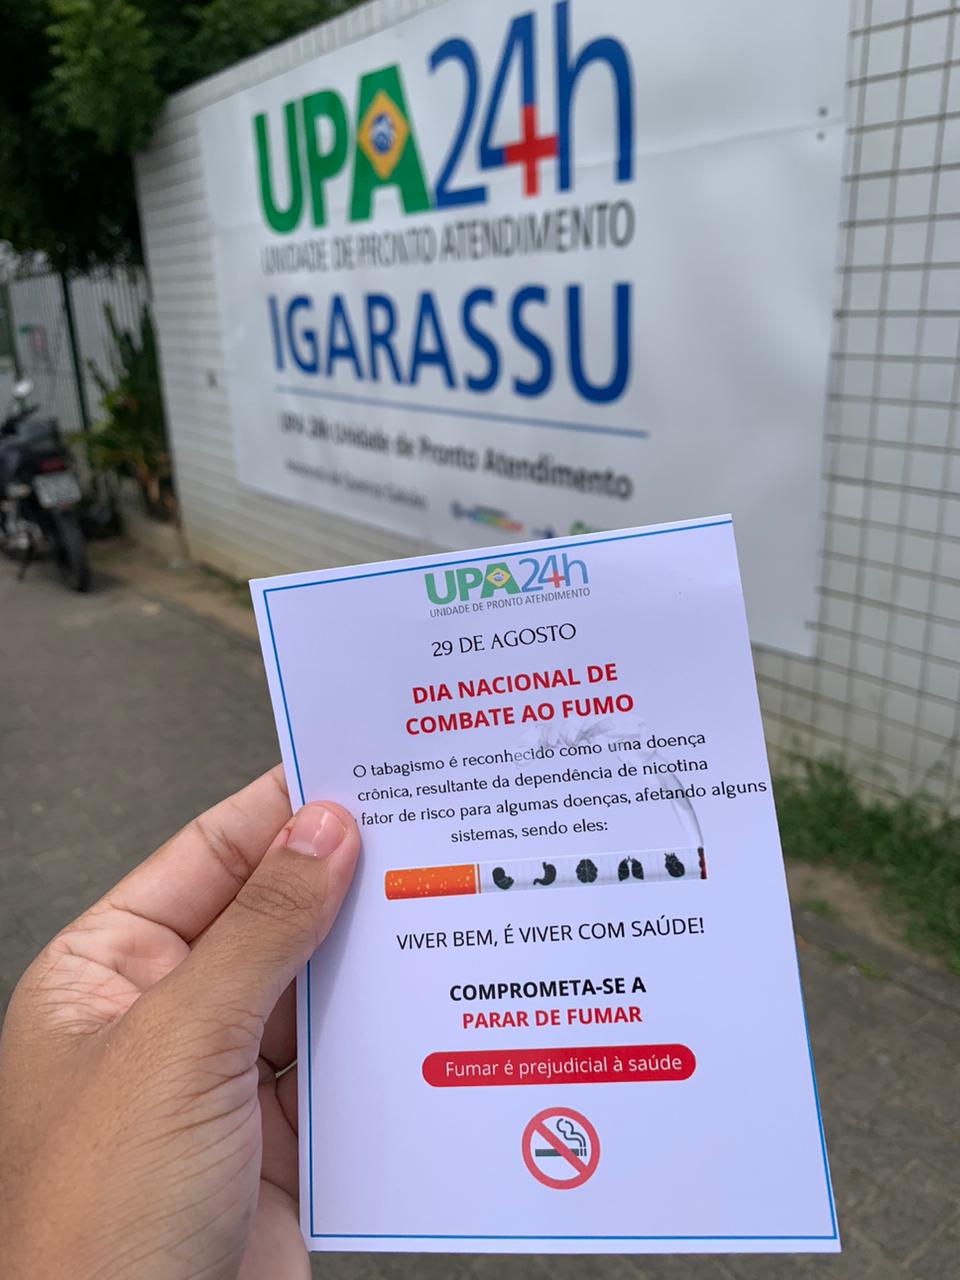 UPA24h
UNIDADE DE PRONTO ATENDIMENTO
IGARASSU
UPA 24h Unidade de Pronto Atendimento
UPA24h
UNIDADE DE PRONTO ATENDIMENTO
29 DE AGOSTO
DIA NACIONAL DE
COMBATE AO FUMO
O tabagismo é reconhecido como uma doença
crônica, resultante da dependência de nicotina
fator de risco para algumas doenças, afetando alguns
sistemas, sendo eles:
VIVER BEM, É VIVER COM SAÚDE!
COMPROMETA-SE A
PARAR DE FUMAR
Fumar é prejudicial à saúde